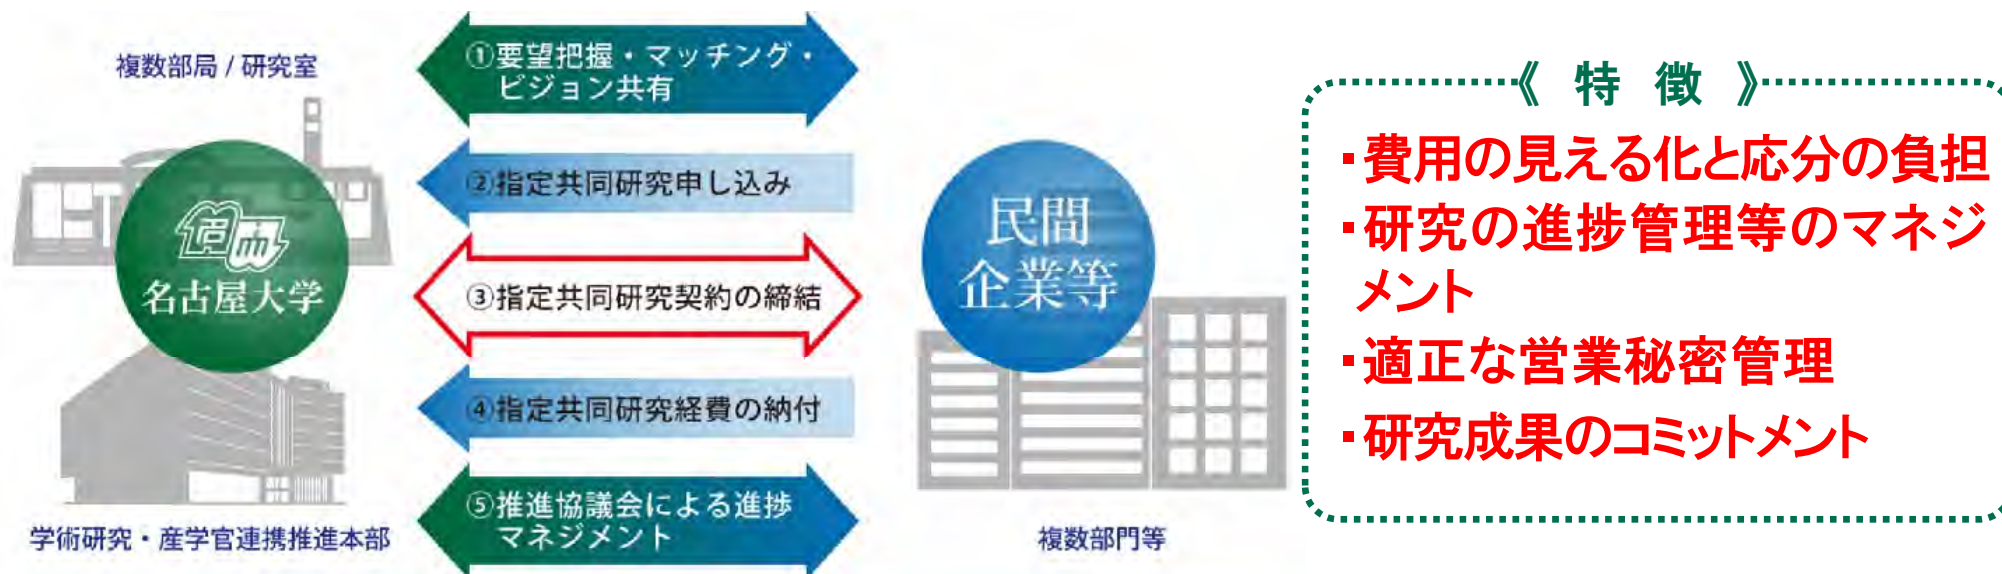 複数部局 / 研究室
名大
名古屋大学
学術研究・産学官連携推進本部
①要望把握・マッチング・
ビジョン共有
②指定共同研究申し込み
③指定共同研究契約の締結
④指定共同研究経費の納付
⑤推進協議会による進捗
マネジメント
民間
企業等
複数部門等
《 特 徴 》
・費用の見える化と応分の負担
・研究の進捗管理等のマネジ
メント
・適正な営業秘密管理
・研究成果のコミットメント